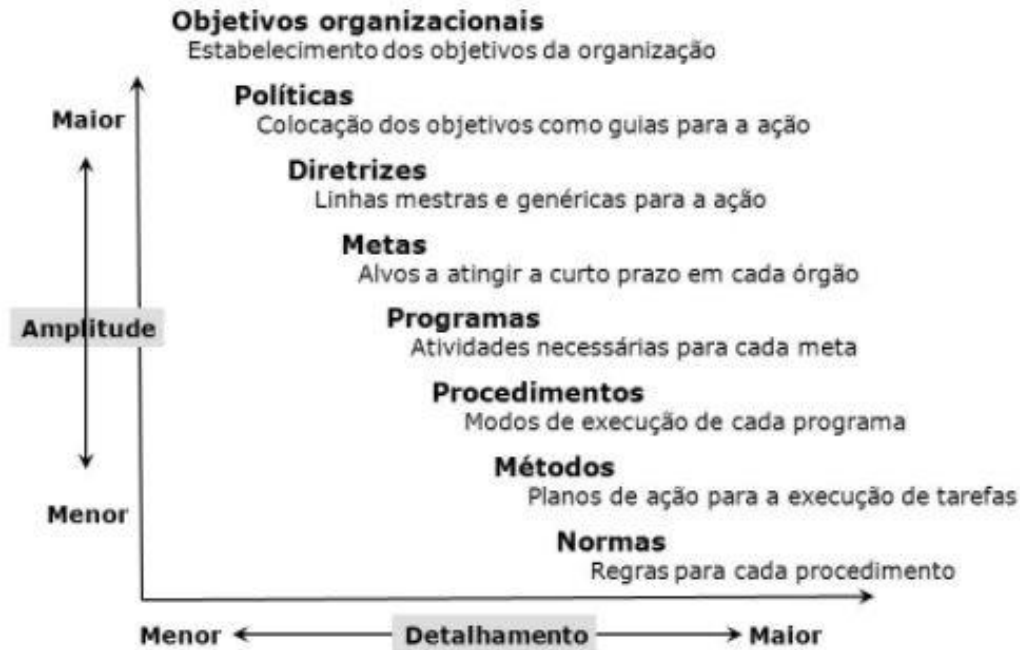 Objetivos organizacionais
Estabelecimento dos objetivos da organização
Políticas
Maior
Colocação dos objetivos como guias para a ação
Diretrizes
Linhas mestras e genéricas para a ação
Metas
Alvos a atingir a curto prazo em cada órgão
Programas
Amplitude
Atividades necessárias para cada meta
Procedimentos
Modos de execução de cada programa
Métodos
Planos de ação para a execução de tarefas
Menor
Normas
Regras para cada procedimento
Menor Detalhamento Maior